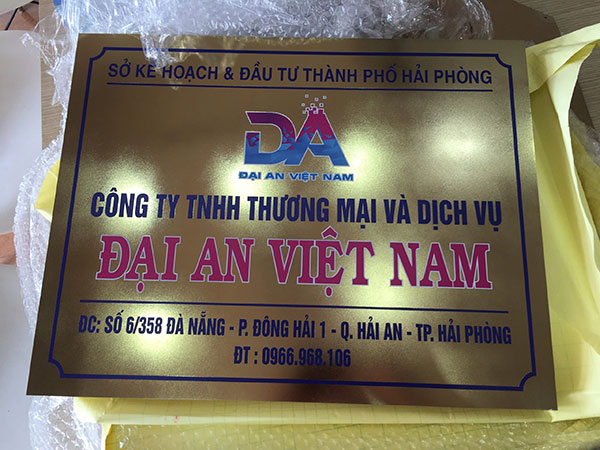 SỞ KẾ HOẠCH & ĐẦU TƯ THÀNH PHỐ HẢI PHÒNG
DA
ĐẠI AN VIỆT NAM
CÔNG TY TNHH THƯƠNG MẠI VÀ DỊCH VỤ
ĐẠI AN VIỆT NAM
ĐC: SỐ 6/358 ĐÀ NẴNG - P. ĐÔNG HẢI 1 - Q. HẢI AN - TP. HẢI PHÒNG
ĐT : 0966.968.106